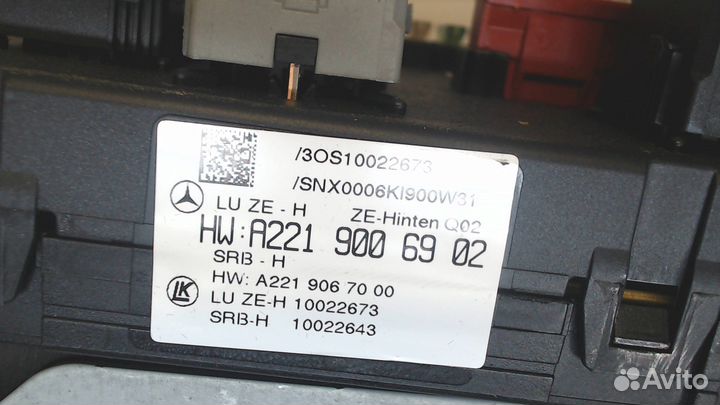 /3OS10022673
/SNX0006KI900W31
LU ZE - H ZE-Hinten Q02
HW:A221 900 69 02
SRB - H
HW: A221 906 70 00
LK
LU ZE-H 10022673
SRB-H 10022643
Avito